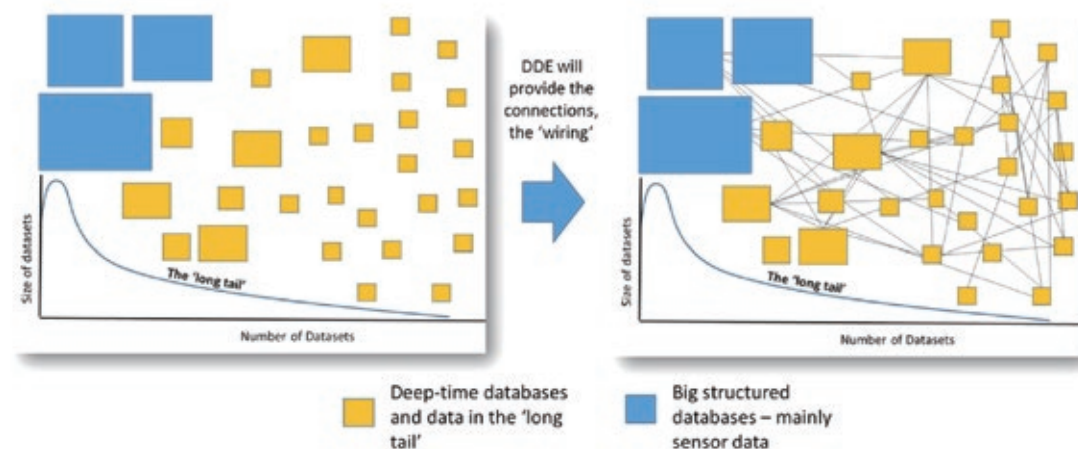 DDE will
provide the
connections,
the 'wiring'
Size of datasets
The 'long tail'
Number of Datasets
Size of datasets
The 'long tail'
Number of Datasets
Deep-time databases
and data in the 'long
tail'
Big structured
databases – mainly
sensor data